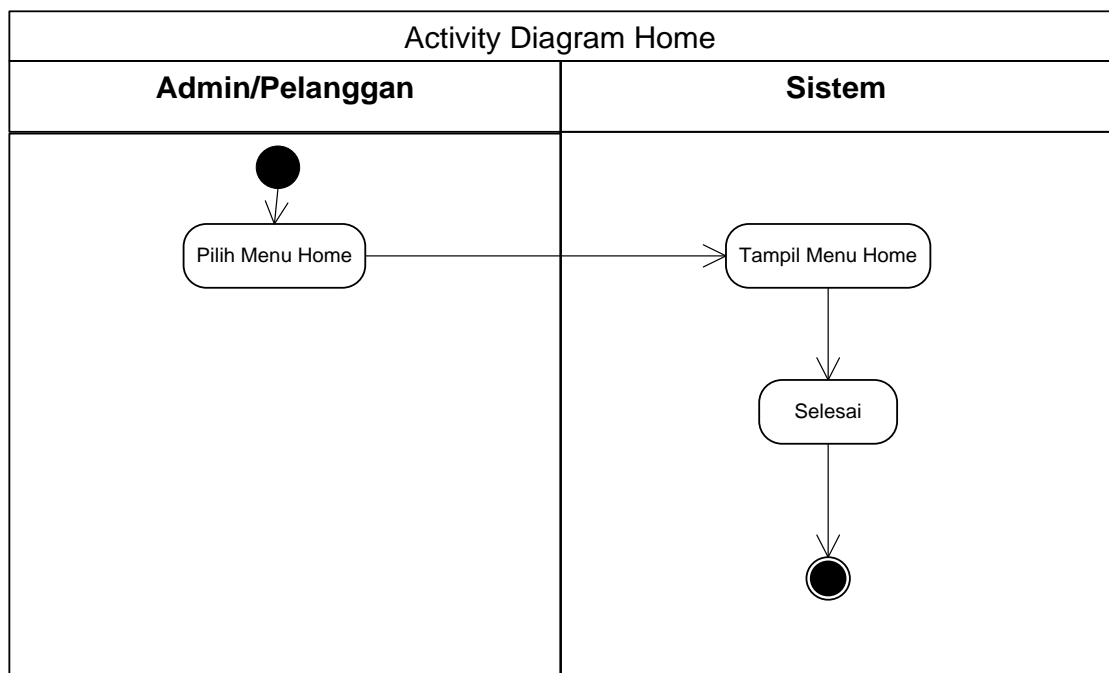 Activity Diagram Home
Admin/Pelanggan
Sistem
Pilih Menu Home
Tampil Menu Home
Selesai